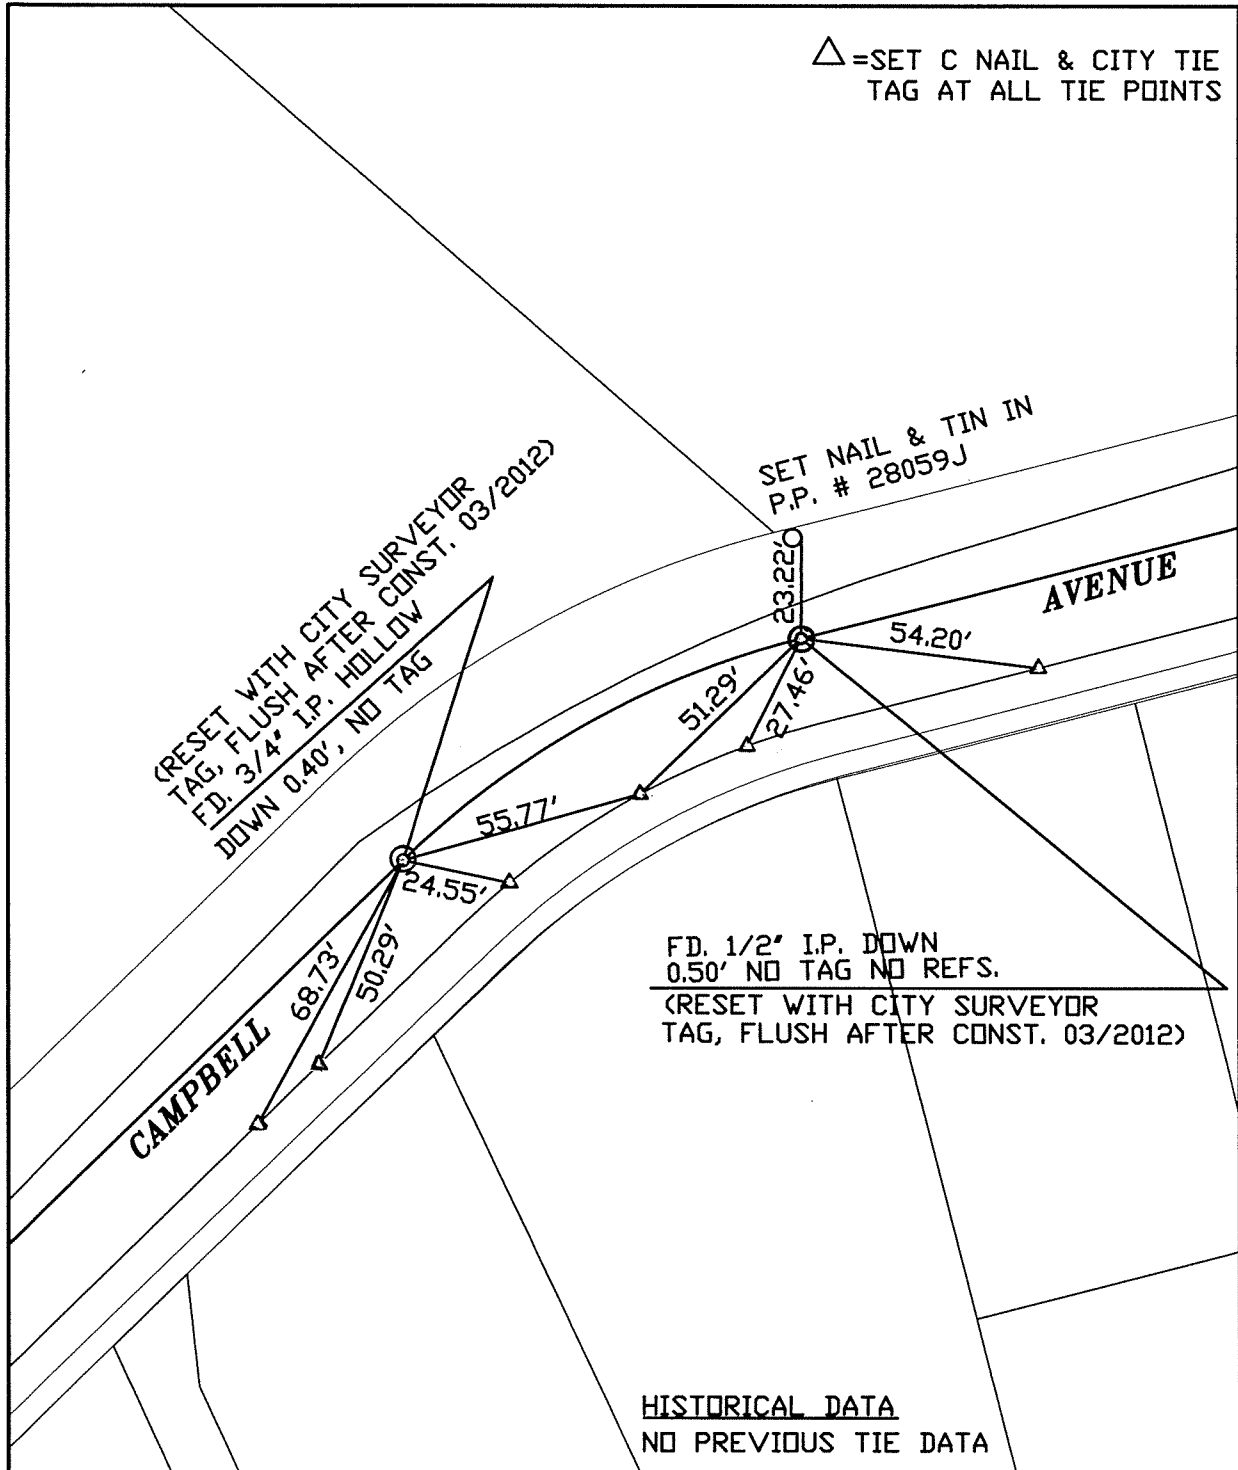 △=SET C NAIL & CITY TIE
TAG AT ALL TIE POINTS
SET NAIL & TIN IN
P.P. # 28059J
(RESET WITH CITY SURVEYOR
TAG, FLUSH AFTER CONST. 03/2012)
FD. 3/4" I.P. HOLLOW
DOWN 0.40', NO TAG
23.22'
AVENUE
54.20'
51.29'
27.46'
55.77'
24.55'
50.29'
68.73'
CAMPBELL
FD. 1/2" I.P. DOWN
0.50' NO TAG NO REFS.
(RESET WITH CITY SURVEYOR
TAG, FLUSH AFTER CONST. 03/2012)
HISTORICAL DATA
NO PREVIOUS TIE DATA